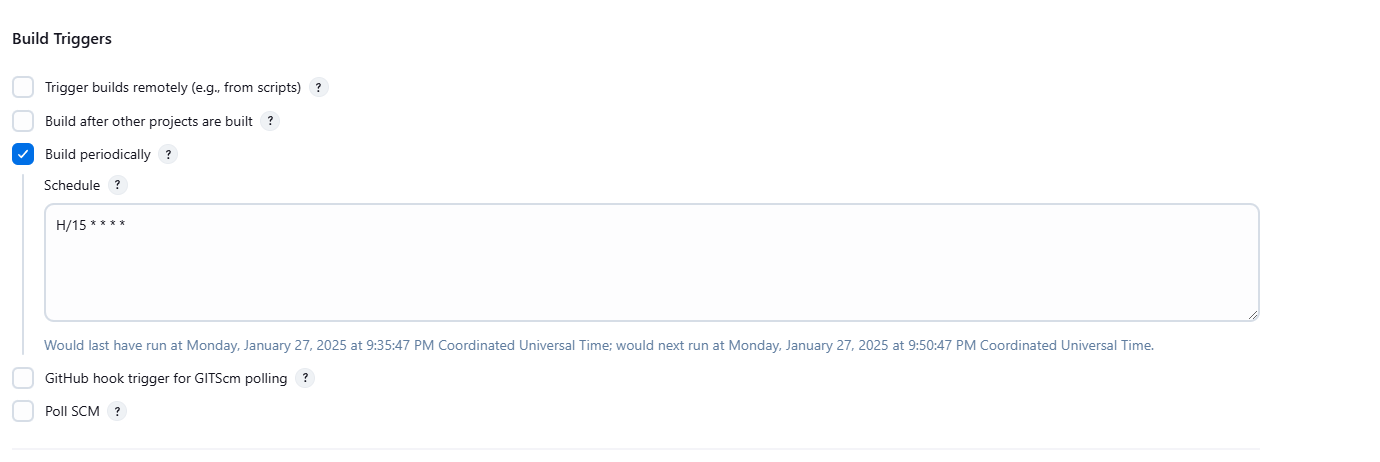 Build Triggers
Trigger builds remotely (e.g., from scripts) ?
Build after other projects are built ?
Build periodically ?
Schedule ?
H/15 * * * *
Would last have run at Monday, January 27, 2025 at 9:35:47 PM Coordinated Universal Time; would next run at Monday, January 27, 2025 at 9:50:47 PM Coordinated Universal Time.
GitHub hook trigger for GITScm polling ?
Poll SCM ?